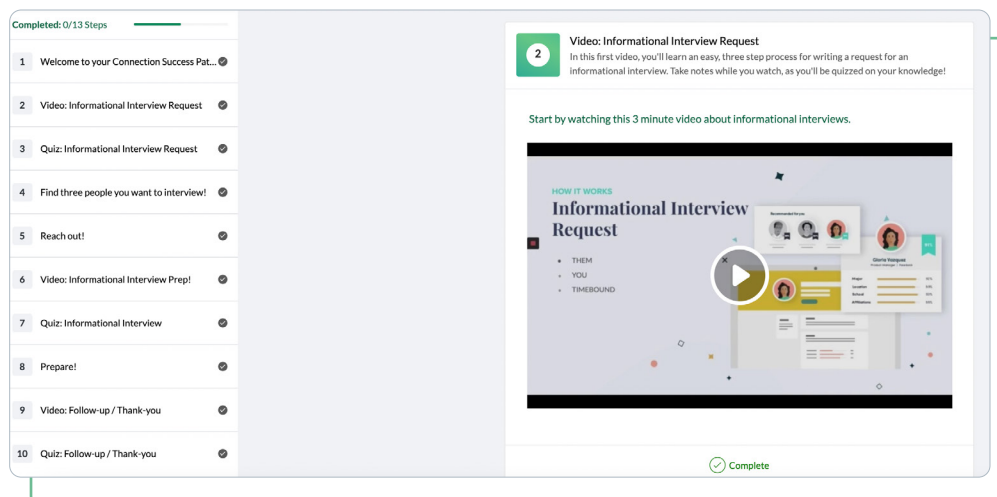 Completed: 0/13 Steps
1 Welcome to your Connection Success Pat...
2 Video: Informational Interview Request
3 Quiz: Informational Interview Request
4 Find three people you want to interview!
5 Reach out!
6 Video: Informational Interview Prep!
7 Quiz: Informational Interview
8 Prepare!
9 Video: Follow-up / Thank-you
10 Quiz: Follow-up / Thank-you
2
Video: Informational Interview Request
In this first video, you'll learn an easy, three step process for writing a request for an
informational interview. Take notes while you watch, as you'll be quizzed on your knowledge!
Start by watching this 3 minute video about informational interviews.
HOW IT WORKS
Informational Interview
Request
THEM
YOU
TIMEBOUND
Recommended for you
Gloria Vasquez
Major
Location
School
Affiliations
Complete